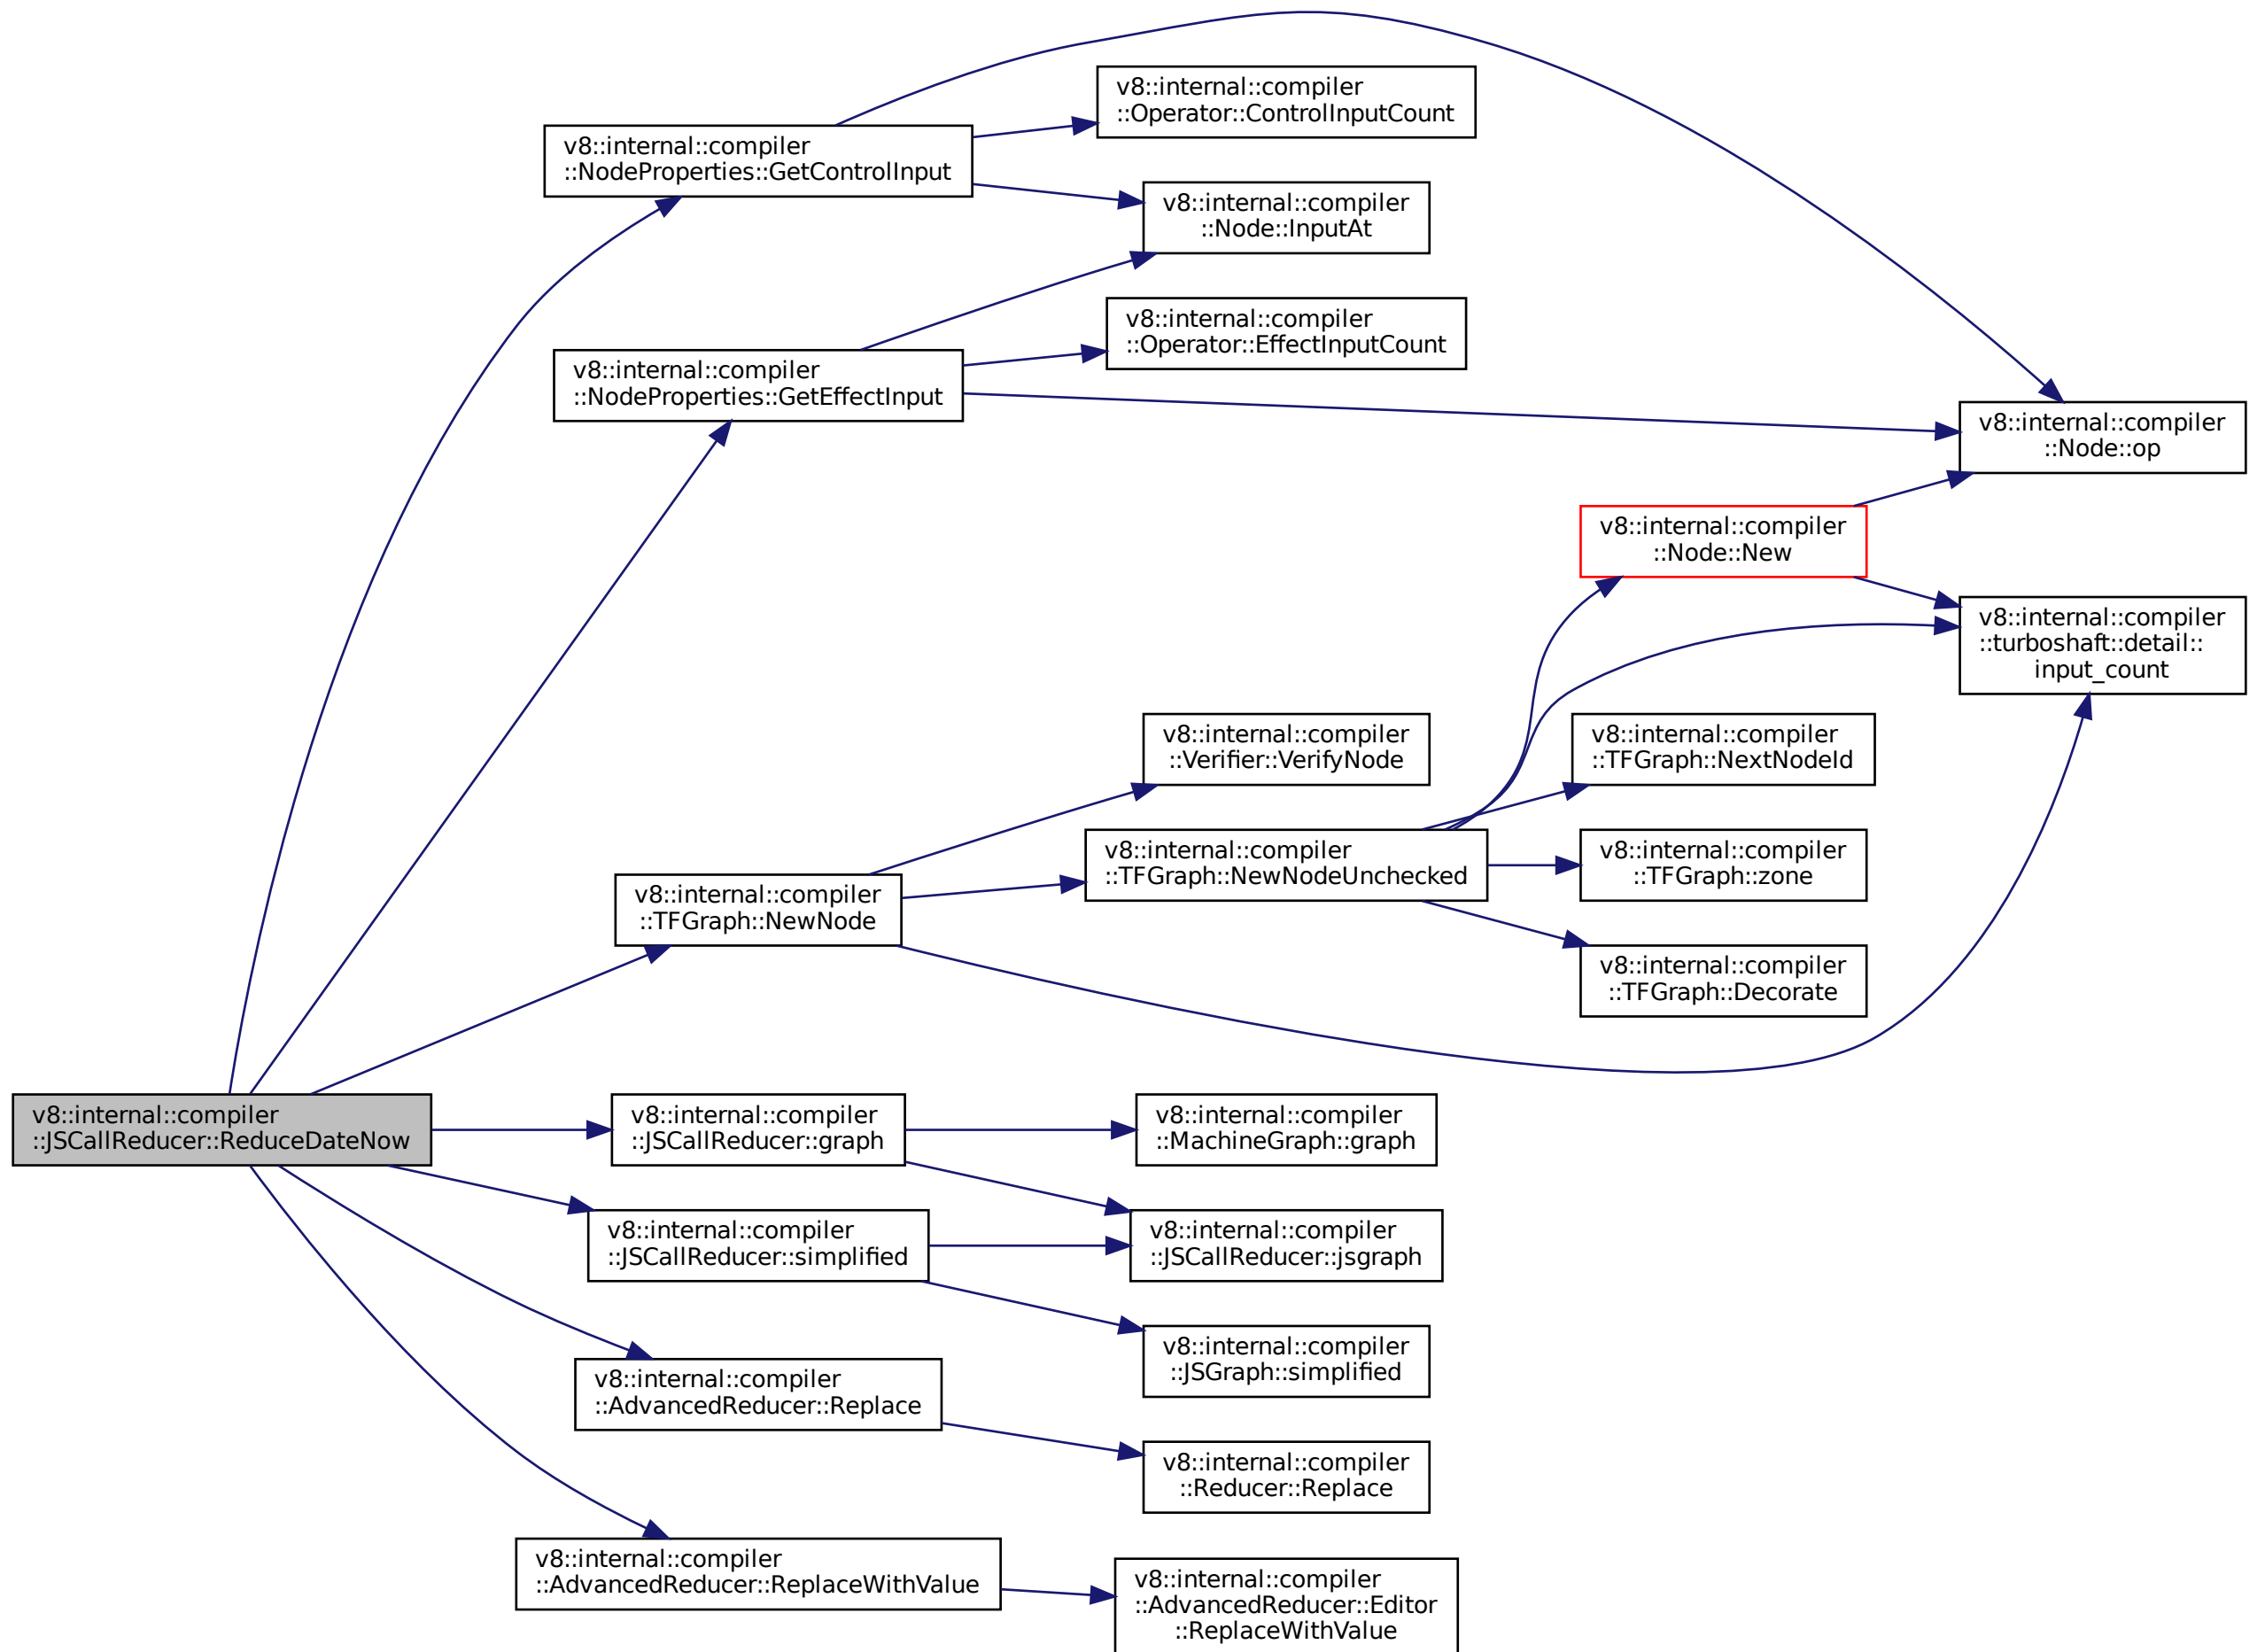 v8::internal::compiler
::Operator::ControlInputCount
v8::internal::compiler
::NodeProperties::GetControlInput
v8::internal::compiler
::Node::InputAt
v8::internal::compiler
::Operator::EffectInputCount
v8::internal::compiler
::NodeProperties::GetEffectInput
v8::internal::compiler
::Node::op
v8::internal::compiler
::Node::New
v8::internal::compiler
::turboshaft::detail::
input_count
v8::internal::compiler
::Verifier::VerifyNode
v8::internal::compiler
::TFGraph::NextNodeId
v8::internal::compiler
::TFGraph::NewNodeUnchecked
v8::internal::compiler
::TFGraph::zone
v8::internal::compiler
::TFGraph::NewNode
v8::internal::compiler
::TFGraph::Decorate
v8::internal::compiler
::JSCallReducer::ReduceDateNow
v8::internal::compiler
::JSCallReducer::graph
v8::internal::compiler
::MachineGraph::graph
v8::internal::compiler
::JSCallReducer::simplified
v8::internal::compiler
::JSCallReducer::jsgraph
v8::internal::compiler
::JSGraph::simplified
v8::internal::compiler
::AdvancedReducer::Replace
v8::internal::compiler
::Reducer::Replace
v8::internal::compiler
::AdvancedReducer::ReplaceWithValue
v8::internal::compiler
::AdvancedReducer::Editor
::ReplaceWithValue